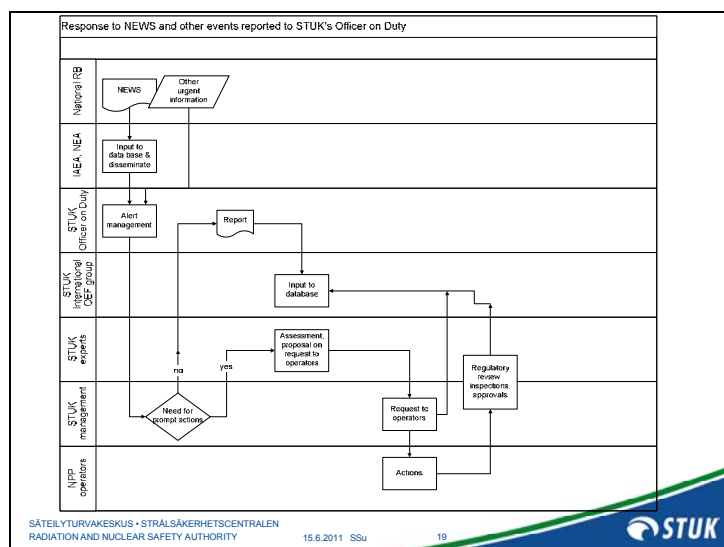 Response to NEWS and other events reported to STUK's Officer on Duty
National RB
NEWS
Other
urgent
information
IAEA, NEA
Input to
data base &
disseminate
STUK
Officer on Duty
Alert
management
Report
STUK
International
OEF group
Input to
database
STUK
experts
Assessment,
proposal on
request to
operators
no
yes
Regulatory
review
inspections,
approvals
STUK
management
Need for
prompt actions
Request to
operators
NPP
operators
Actions
SÄTEILYTURVAKESKUS • STRÅLSÄKERHETSCENTRALEN
RADIATION AND NUCLEAR SAFETY AUTHORITY
15.6.2011 SSu
19
STUK